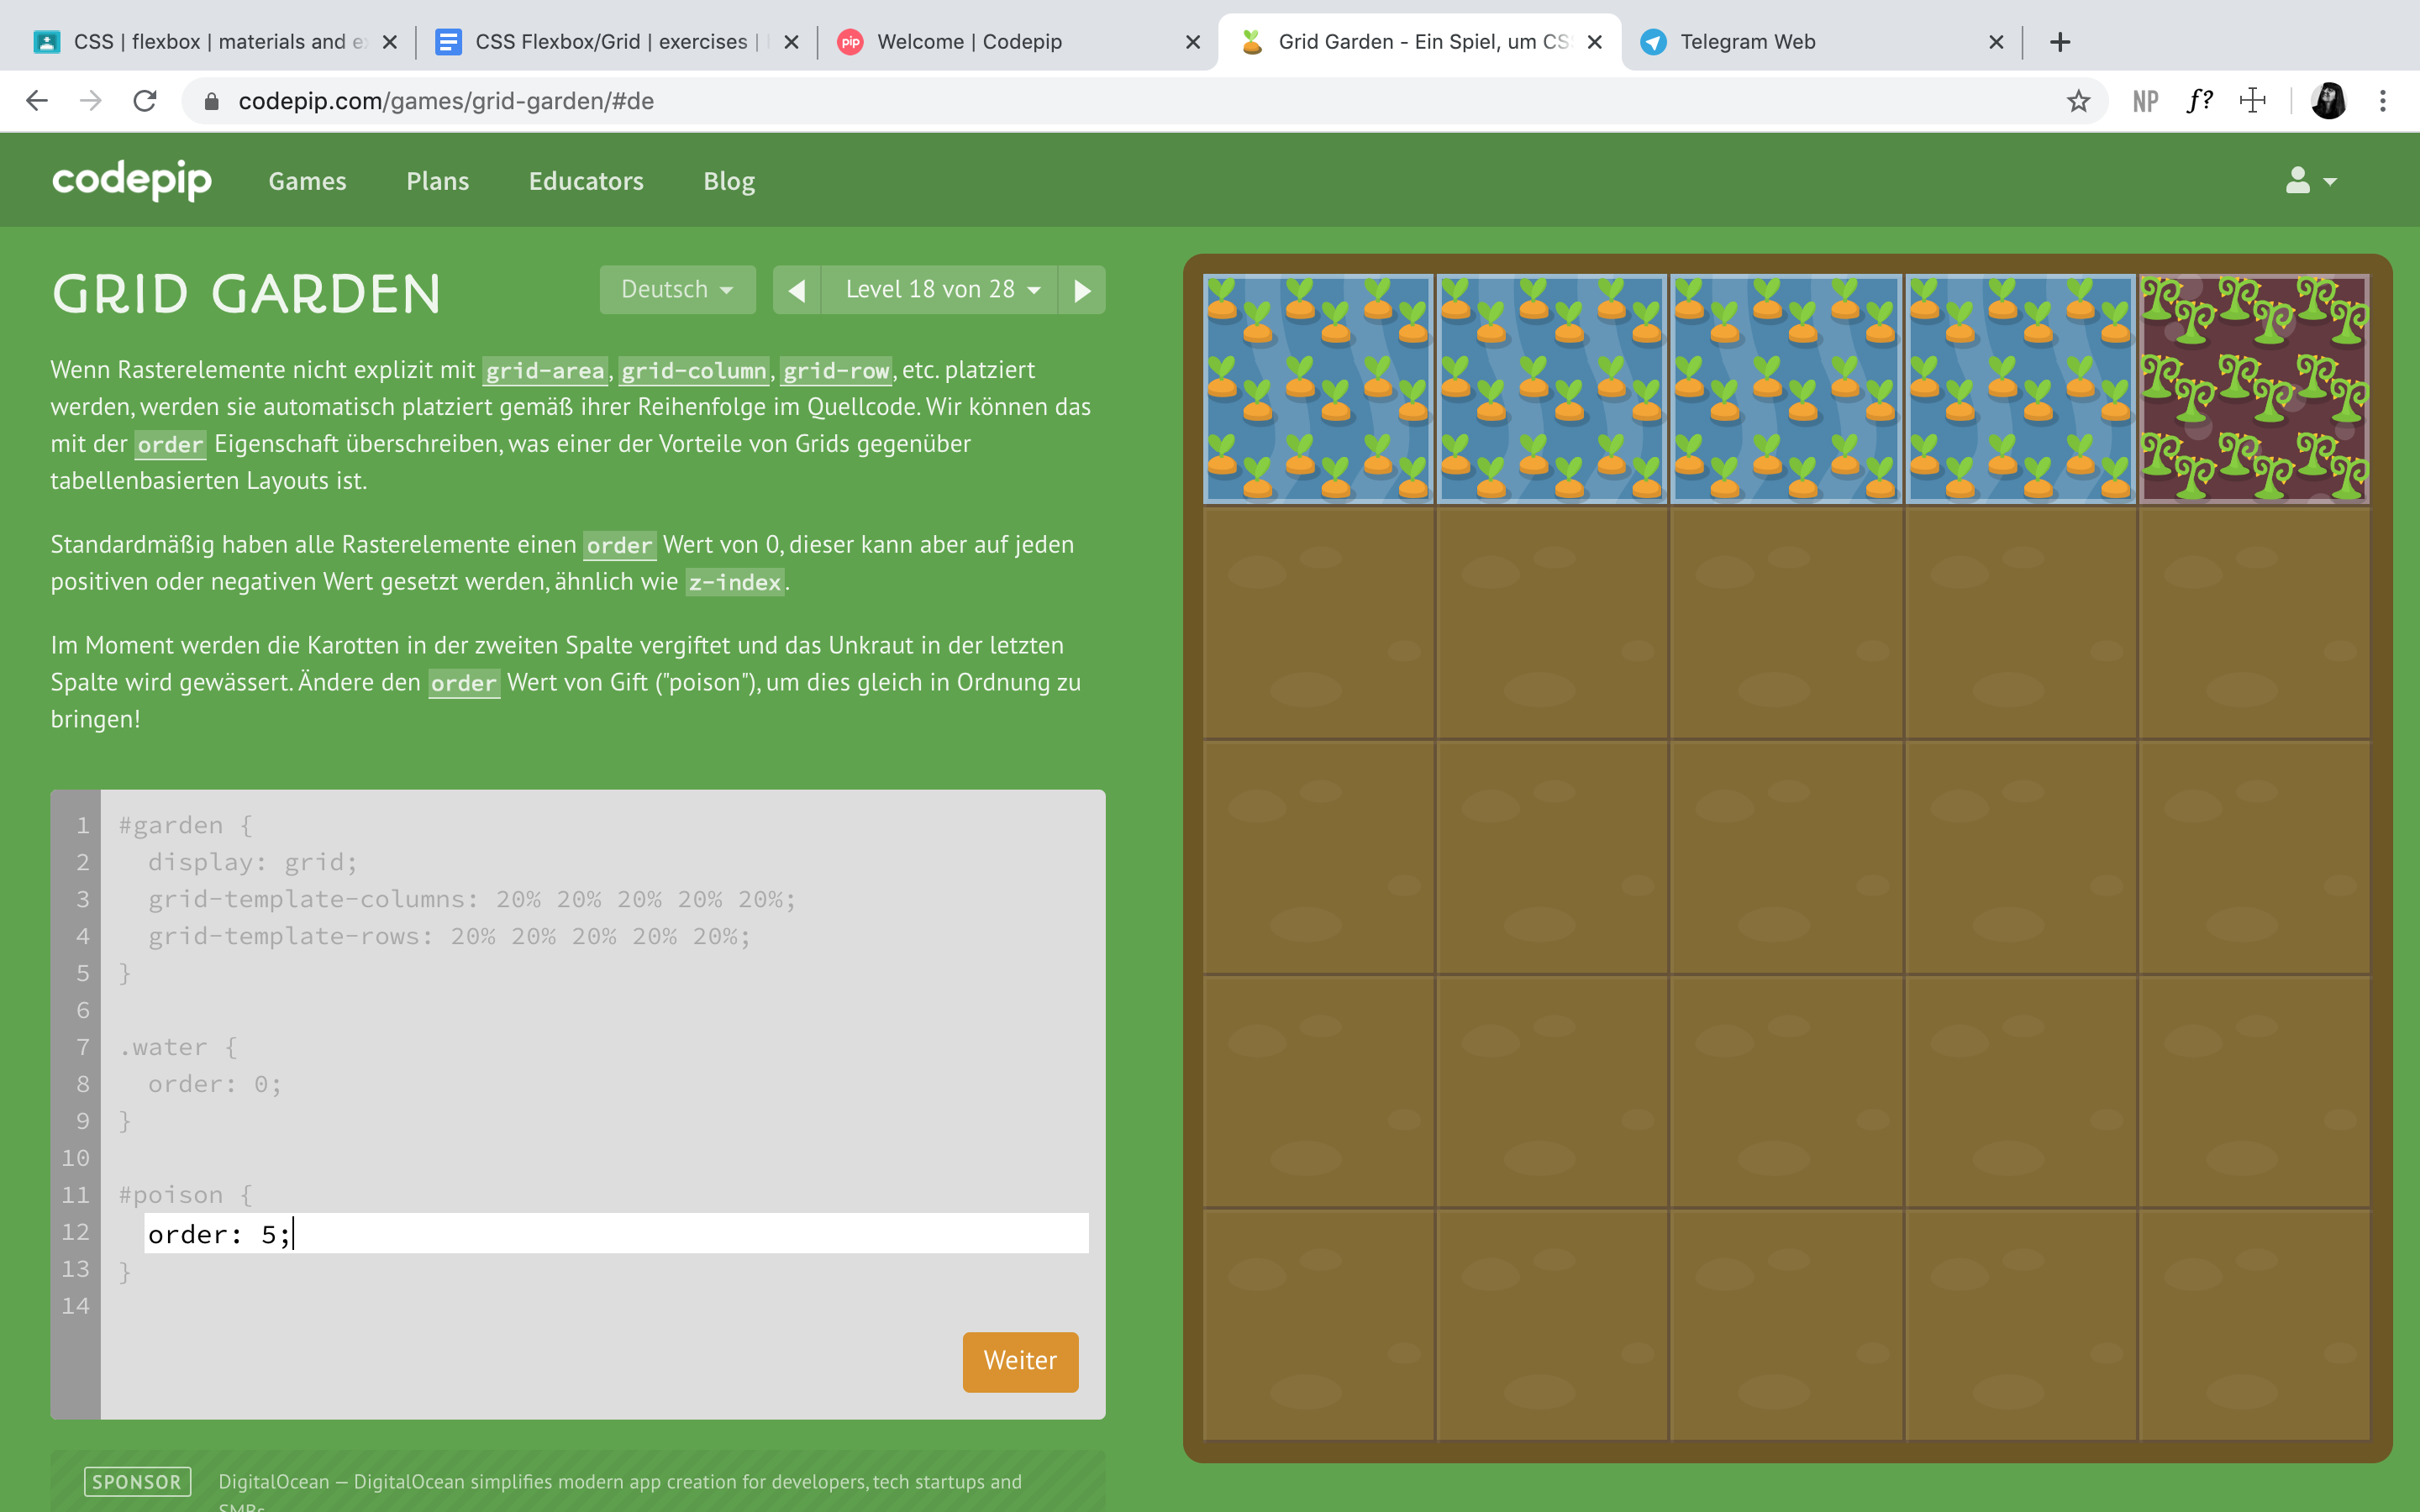 CSS | flexbox | materials and e
CSS Flexbox/Grid | exercises |
pip
Welcome | Codepip
Grid Garden - Ein Spiel, um CS
Telegram Web
codepip.com/games/grid-garden/#de
NP
f?
codepip
Games
Plans
Educators
Blog
GRID GARDEN
Deutsch
Level 18 von 28
Wenn Rasterelemente nicht explizit mit grid-area, grid-column, grid-row, etc. platziert
werden, werden sie automatisch platziert gemäß ihrer Reihenfolge im Quellcode. Wir können das
mit der order Eigenschaft überschreiben, was einer der Vorteile von Grids gegenüber
tabellenbasierten Layouts ist.
Standardmäßig haben alle Rasterelemente einen order Wert von 0, dieser kann aber auf jeden
positiven oder negativen Wert gesetzt werden, ähnlich wie z-index.
Im Moment werden die Karotten in der zweiten Spalte vergiftet und das Unkraut in der letzten
Spalte wird gewässert. Ändere den order Wert von Gift ("poison"), um dies gleich in Ordnung zu
bringen!
1 #garden {
2 display: grid;
3 grid-template-columns: 20% 20% 20% 20% 20%;
4 grid-template-rows: 20% 20% 20% 20% 20%;
5 }
6
7 .water {
8 order: 0;
9 }
10
11 #poison {
12 order: 5;
13 }
14
Weiter
SPONSOR
DigitalOcean — DigitalOcean simplifies modern app creation for developers, tech startups and
SMBs